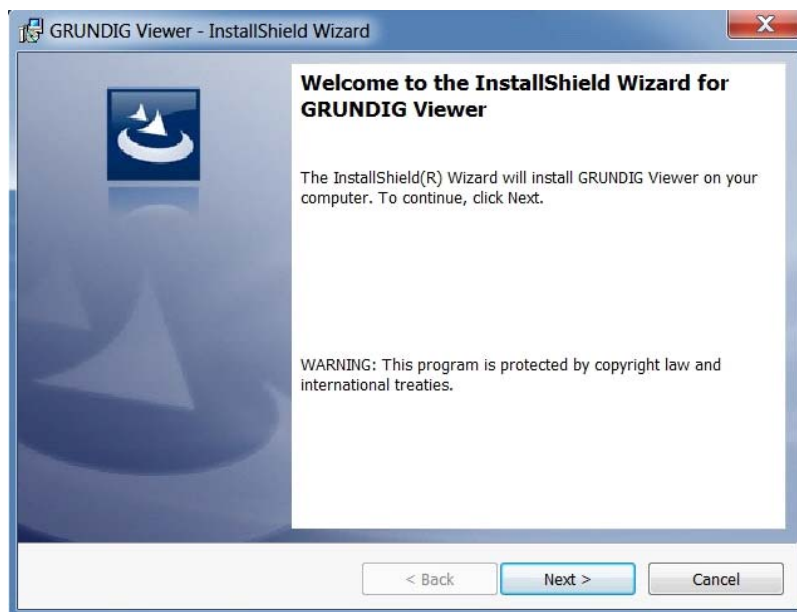 GRUNDIG Viewer - InstallShield Wizard
X
Welcome to the InstallShield Wizard for
GRUNDIG Viewer
The InstallShield(R) Wizard will install GRUNDIG Viewer on your
computer. To continue, click Next.
WARNING: This program is protected by copyright law and
international treaties.
< Back
Next >
Cancel